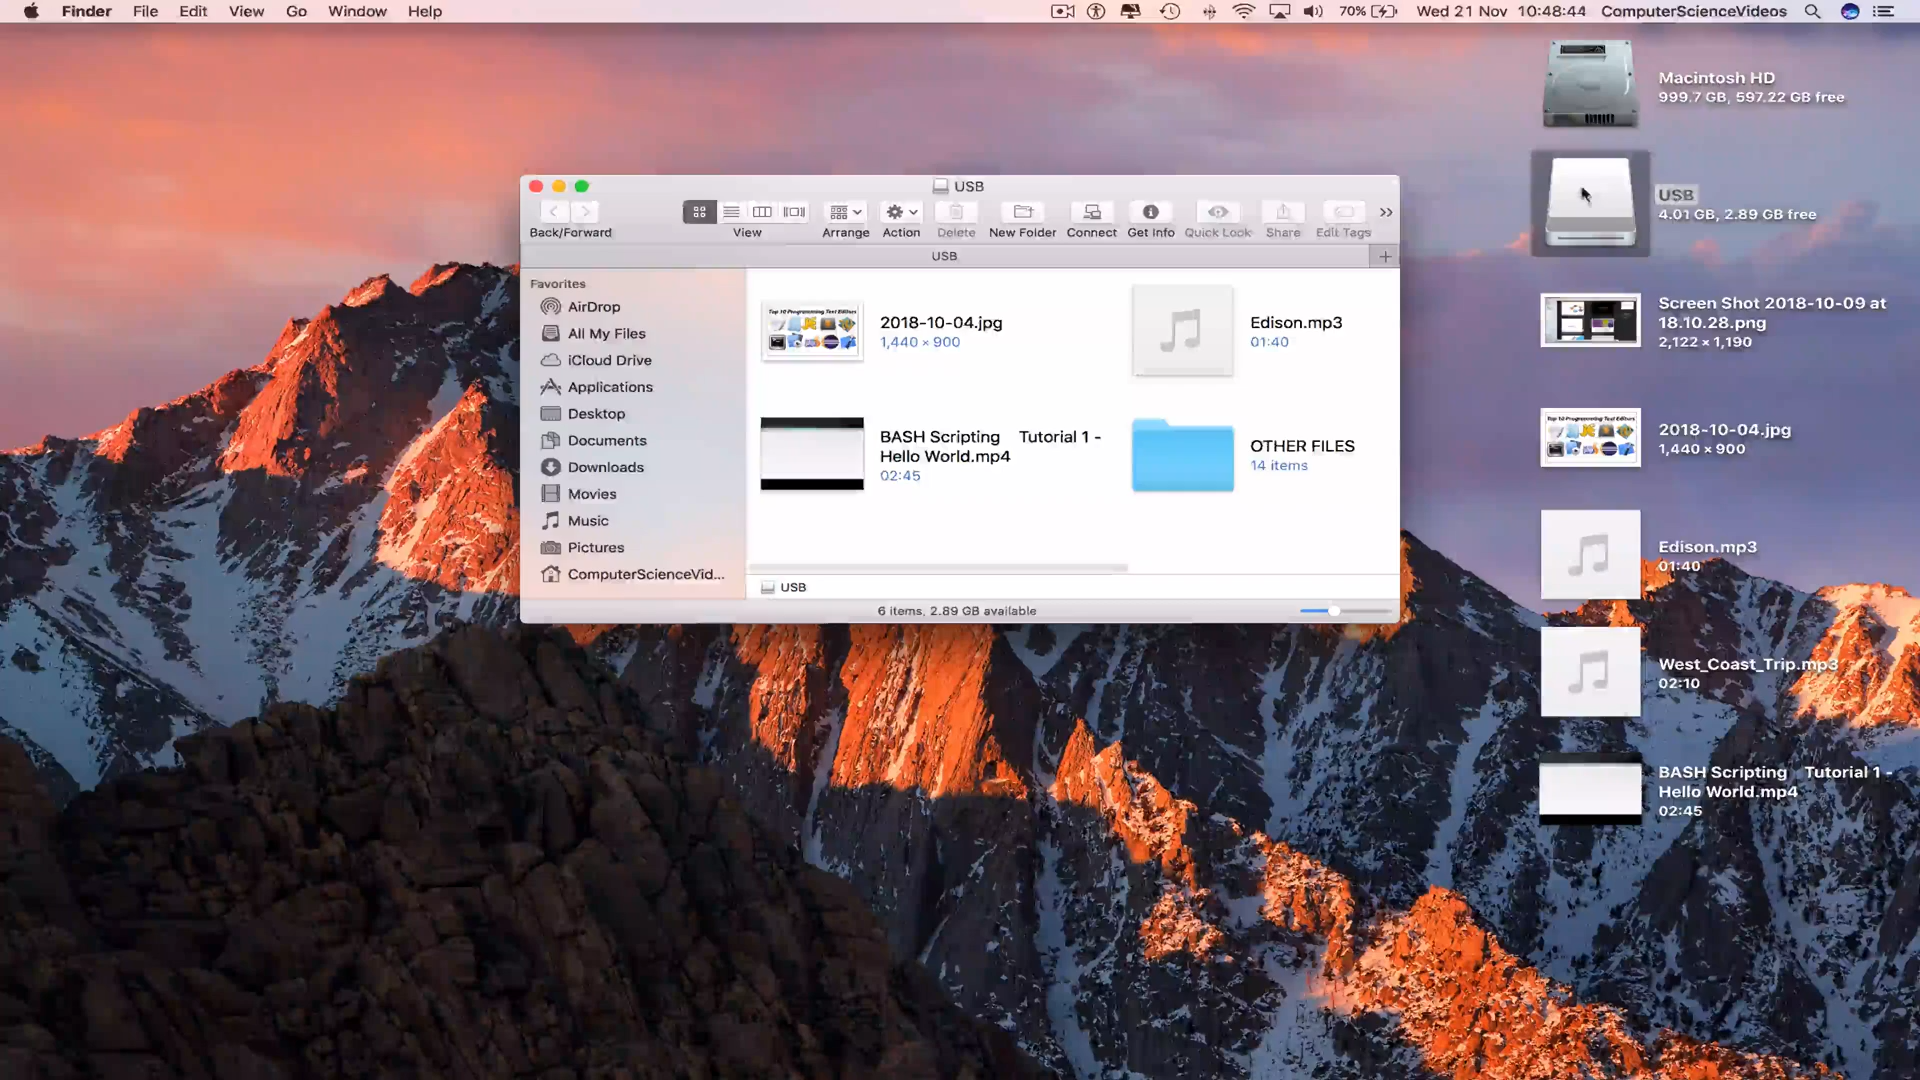 Finder File Edit View Go Window Help
70% Wed 21 Nov 10:48:44 ComputerScienceVideos
USB
Back/Forward View Arrange Action Delete New Folder Connect Get Info Quick Look Share Edit Tags
USB
Favorites
AirDrop
All My Files
iCloud Drive
Applications
Desktop
Documents
Downloads
Movies
Music
Pictures
ComputerScienceVid...
2018-10-04.jpg
1,440 × 900
Edison.mp3
01:40
BASH Scripting Tutorial 1 -
Hello World.mp4
02:45
OTHER FILES
14 items
USB
6 items, 2.89 GB available
Macintosh HD
999.7 GB, 597.22 GB free
USB
4.01 GB, 2.89 GB free
Screen Shot 2018-10-09 at
18.10.28.png
2,122 × 1,190
Top 10 Programming Text Editors
2018-10-04.jpg
1,440 × 900
Edison.mp3
01:40
West_Coast_Trip.mp3
02:10
BASH Scripting Tutorial 1 -
Hello World.mp4
02:45